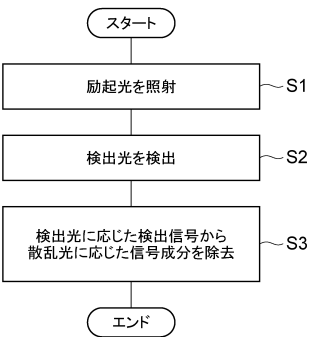 スタート
励起光を照射
S1
検出光を検出
S2
検出光に応じた検出信号から
散乱光に応じた信号成分を除去
S3
エンド